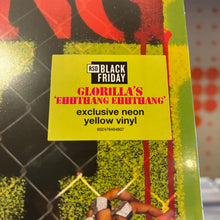 RSD BLACK
FRIDAY
GLORILLA'S
'EHHTHANG EHHTHANG'
exclusive neon
yellow vinyl